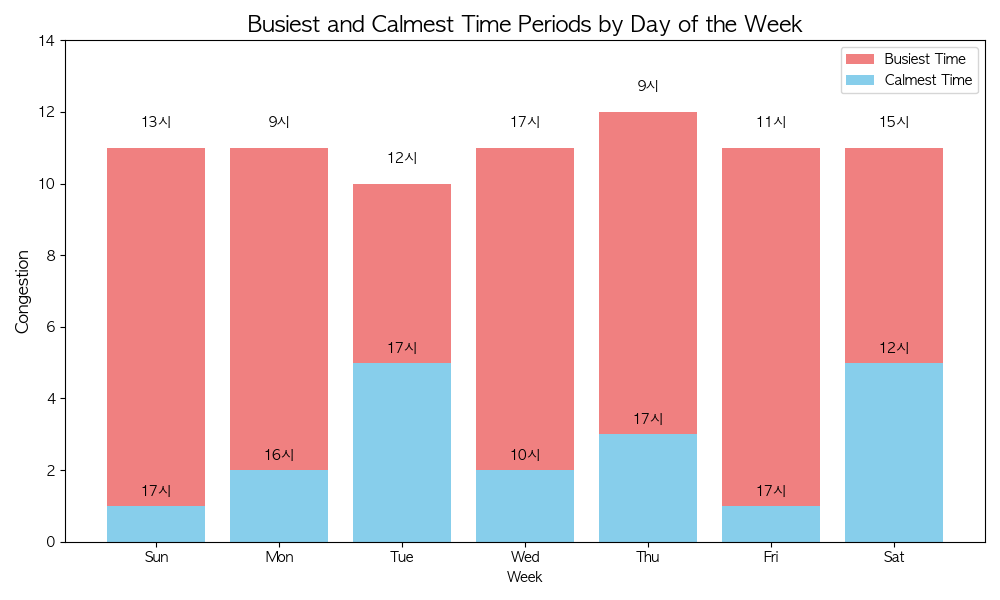 Busiest and Calmest Time Periods by Day of the Week
Busiest Time
Calmest Time
Congestion
14
12
10
8
6
4
2
0
13시
9시
12시
17시
9시
11시
15시
17시
16시
17시
10시
17시
17시
12시
Sun Mon Tue Wed Thu Fri Sat
Week